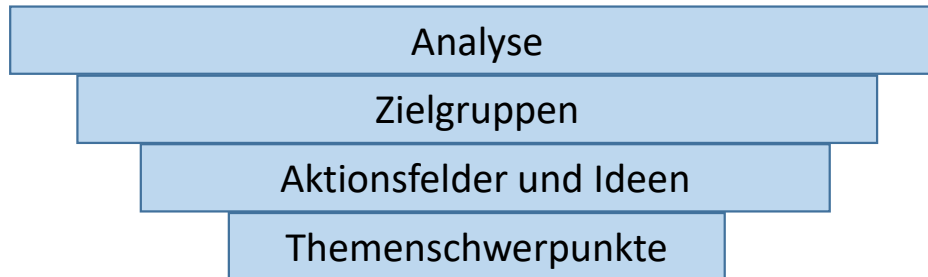 Analyse
Zielgruppen
Aktionsfelder und Ideen
Themenschwerpunkte